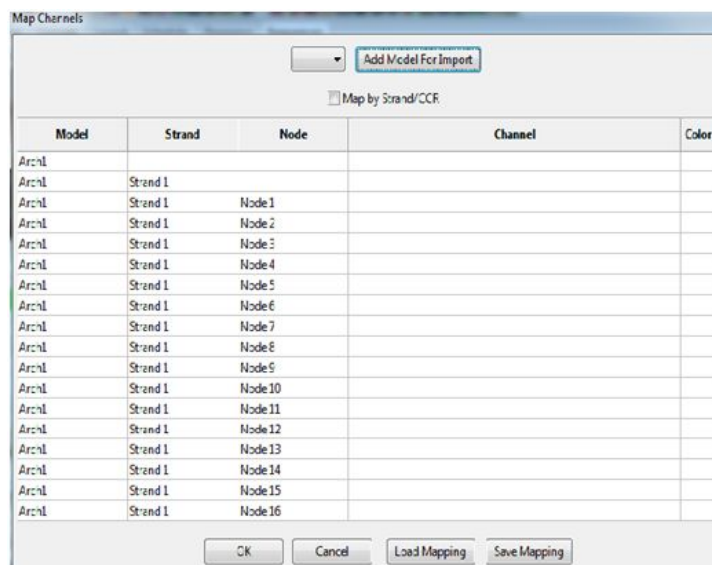 Map Channels
Add Model For Import
Map by Strand/CCR
Model Strand Node Channel Color
Arch1
Arch1 Strand 1
Arch1 Strand 1 Node 1
Arch1 Strand 1 Node 2
Arch1 Strand 1 Node 3
Arch1 Strand 1 Node 4
Arch1 Strand 1 Node 5
Arch1 Strand 1 Node 6
Arch1 Strand 1 Node 7
Arch1 Strand 1 Node 8
Arch1 Strand 1 Node 9
Arch1 Strand 1 Node 10
Arch1 Strand 1 Node 11
Arch1 Strand 1 Node 12
Arch1 Strand 1 Node 13
Arch1 Strand 1 Node 14
Arch1 Strand 1 Node 15
Arch1 Strand 1 Node 16
OK Cancel Load Mapping Save Mapping